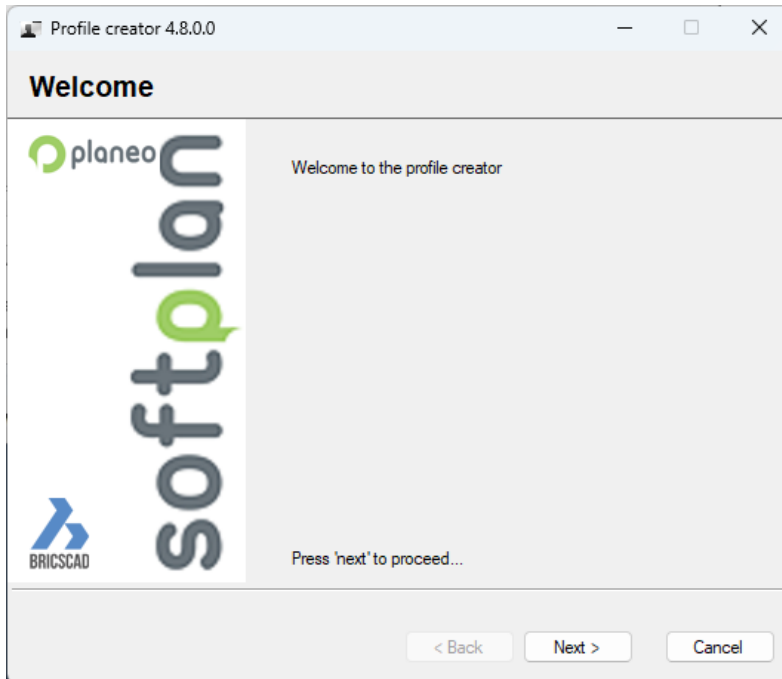 Profile creator 4.8.0.0
Welcome
planeo
softplan
Welcome to the profile creator
BRICSCAD
Press 'next' to proceed...
< Back
Next >
Cancel